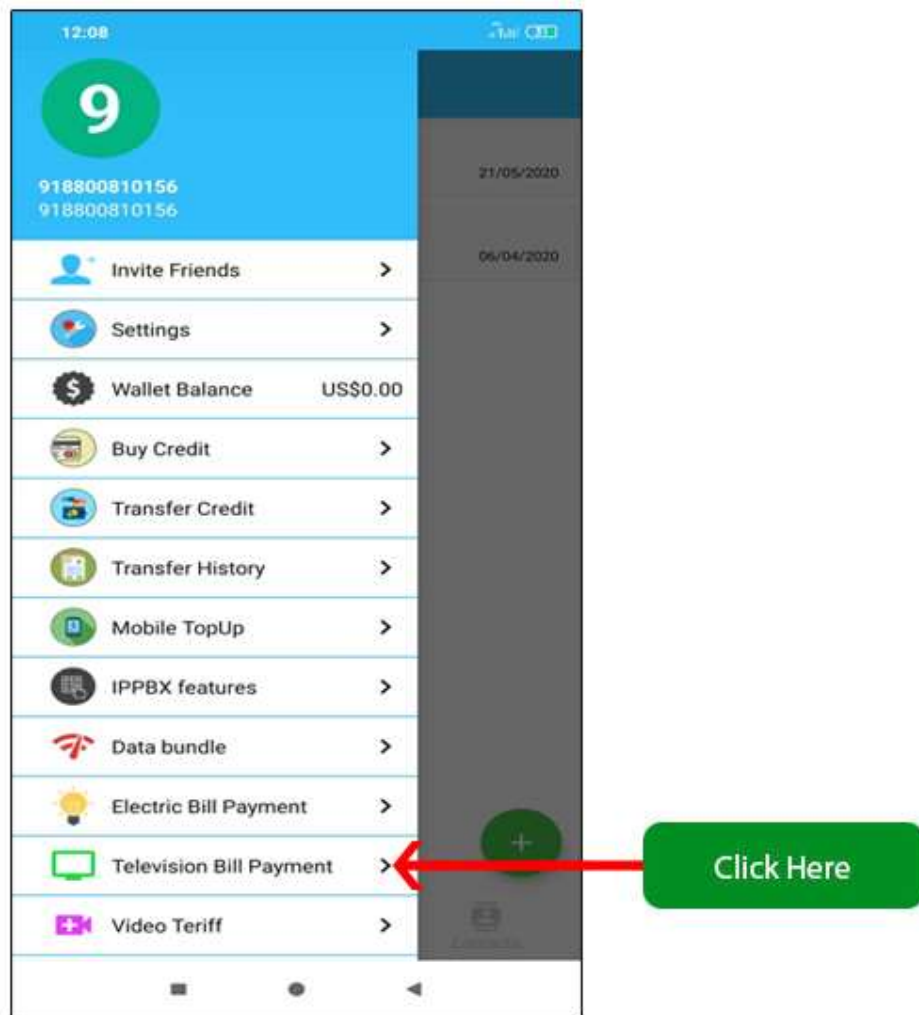 12:08
9
918800810156
918800810156
21/05/2020
06/04/2020
Invite Friends
Settings
Wallet Balance US$0.00
Buy Credit
Transfer Credit
Transfer History
Mobile TopUp
IPPBX features
Data bundle
Electric Bill Payment
Television Bill Payment
Click Here
Video Teriff
Contacts